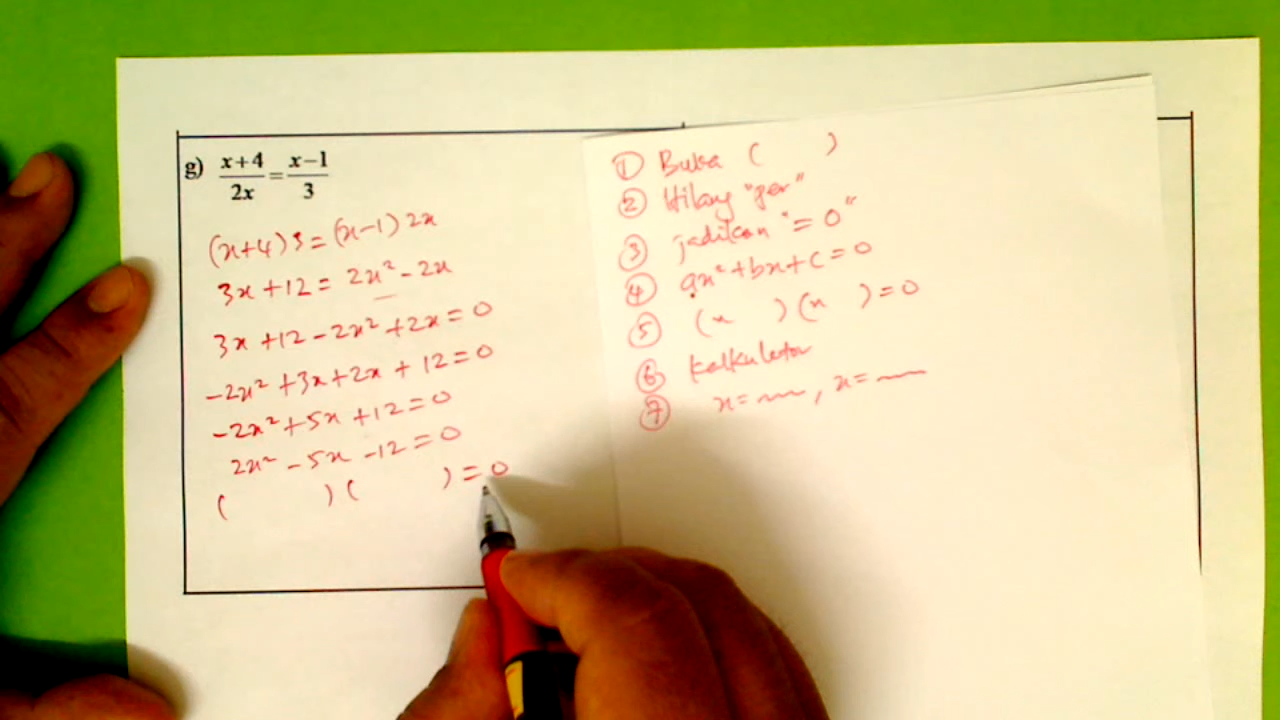 g) x+4/2x = x−1/3
(x+4)3 = (x−1)2x
3x+12 = 2x² − 2x
3x+12−2x²+2x=0
−2x²+3x+2x+12=0
−2x²+5x+12=0
2x²−5x−12=0
( )( )=0
① Buka ( )
② Hilang "per"
③ jadikan "=0"
④ ax²+bx+c=0
⑤ (x )(x )=0
⑥ kalkulator
⑦ x=~~, x=~~